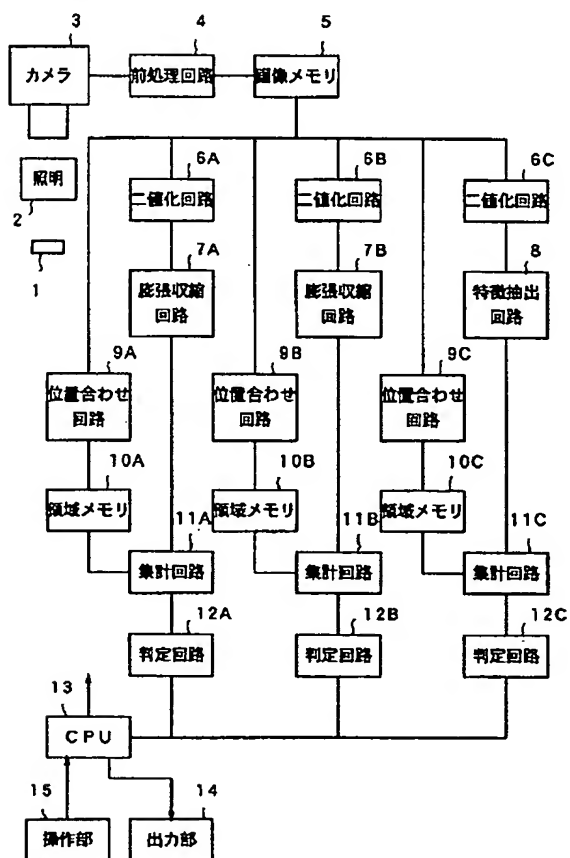 3
4
5
カメラ
前処理回路
画像メモリ
照明
2
1
6A
6B
6C
二値化回路
二値化回路
二値化回路
7A
7B
8
膨張収縮
回路
膨張収縮
回路
特徴抽出
回路
9A
9B
9C
位置合わせ
回路
位置合わせ
回路
位置合わせ
回路
10A
10B
10C
領域メモリ
領域メモリ
領域メモリ
11A
11B
11C
集計回路
集計回路
集計回路
12A
12B
12C
判定回路
判定回路
判定回路
13
CPU
15
14
操作部
出力部